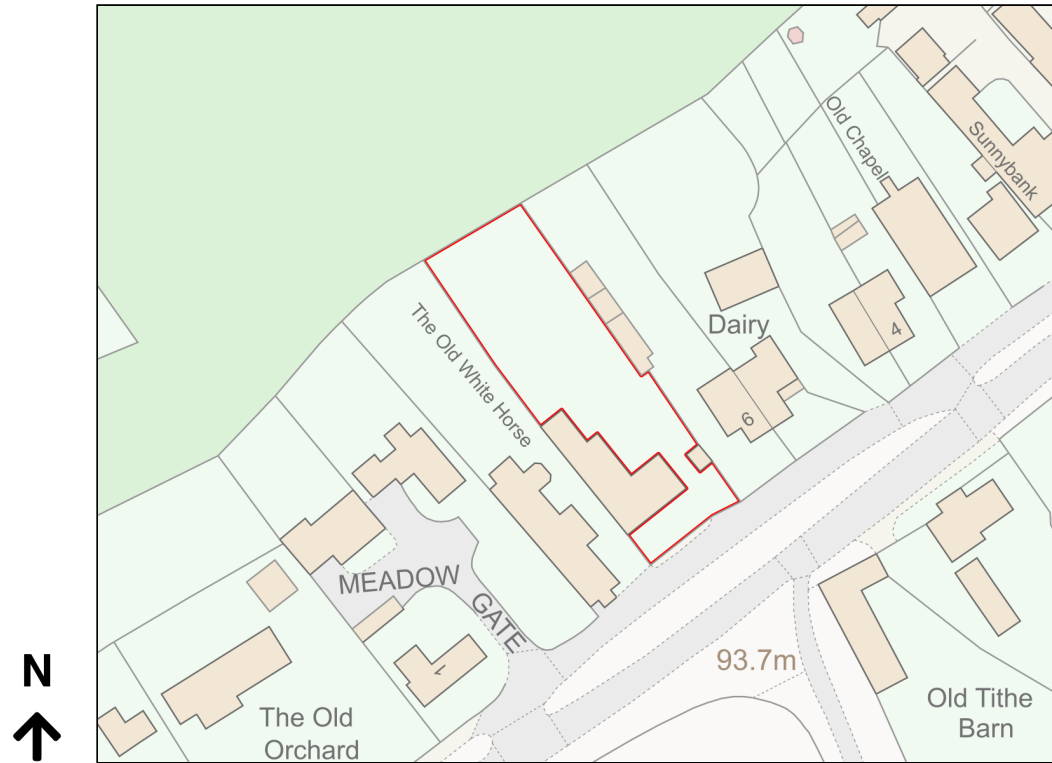 Old Chapel
Sunnybank
The Old White Horse
Dairy
4
6
MEADOW
GATE
1
N
93.7m
The Old
Orchard
Old Tithe
Barn